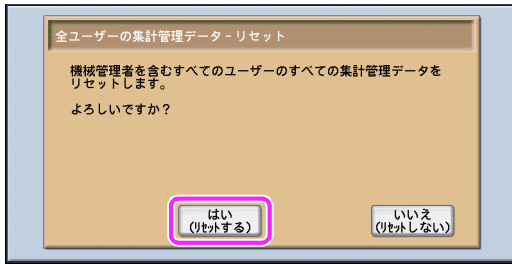 全ユーザーの集計管理データ - リセット
機械管理者を含むすべてのユーザーのすべての集計管理データを
リセットします。
よろしいですか？
はい
(ﾘｾｯﾄする)
いいえ
(ﾘｾｯﾄしない)